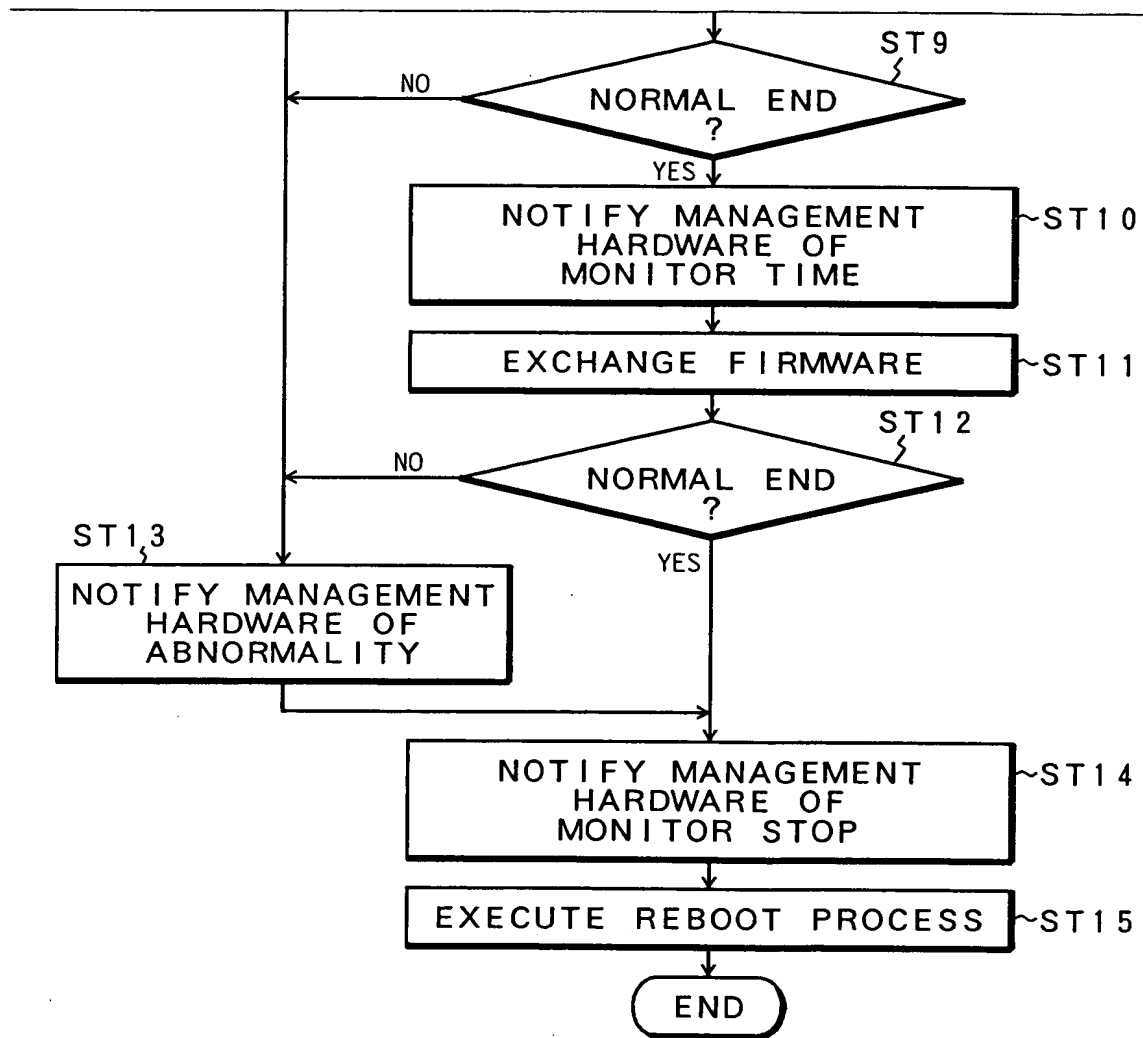 ST9
NO
NORMAL END
?
YES
NOTIFY MANAGEMENT
HARDWARE OF
MONITOR TIME
ST10
EXCHANGE FIRMWARE
ST11
ST12
NO
NORMAL END
?
YES
ST13
NOTIFY MANAGEMENT
HARDWARE OF
ABNORMALITY
NOTIFY MANAGEMENT
HARDWARE OF
MONITOR STOP
ST14
EXECUTE REBOOT PROCESS
ST15
END